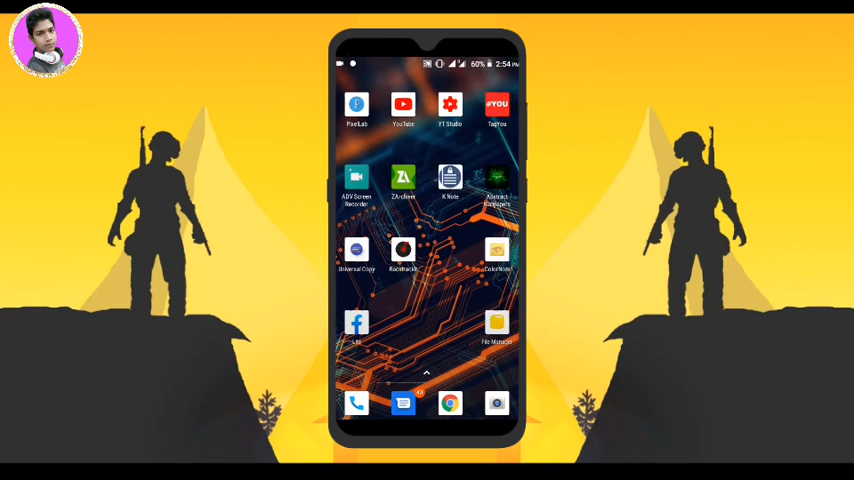 60% 2:54 PM
PixelLab YouTube YT Studio TagYou
#YOU
ADV Screen Recorder
ZArchiver K Note
Abstract Wallpapers
Universal Copy
ColorNote
Lite File Manager